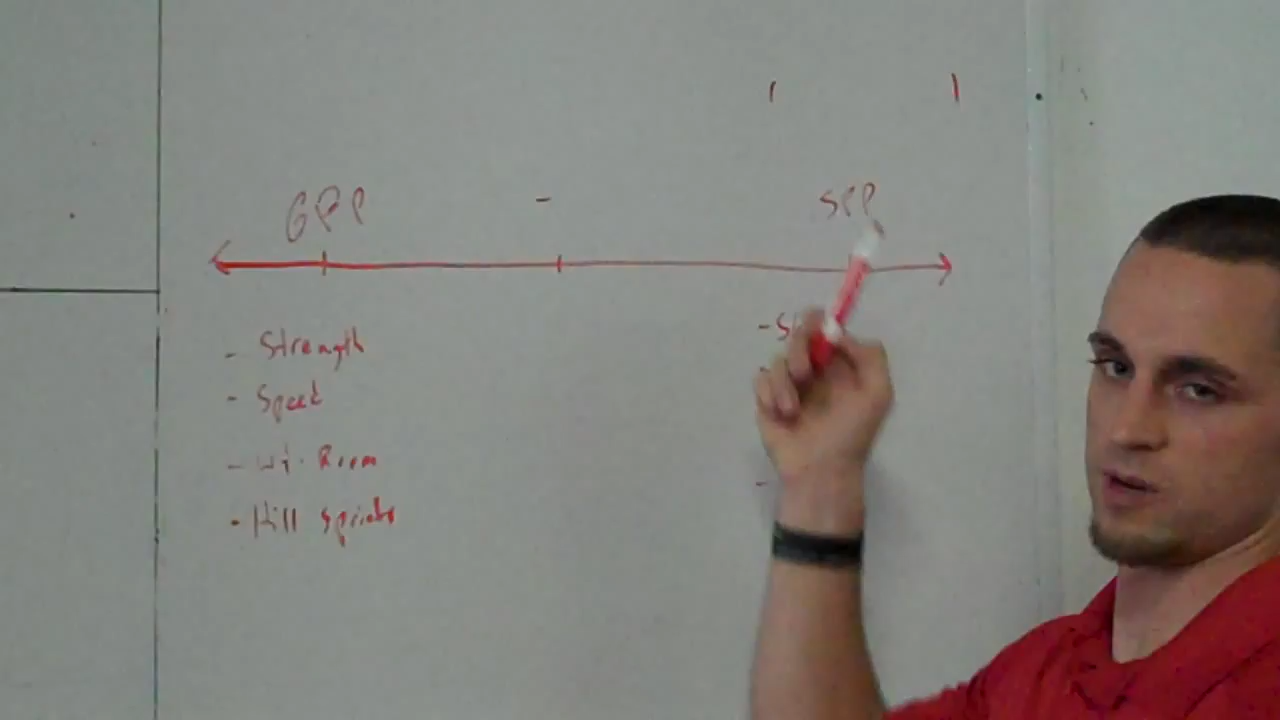 GPP - SPP
- Strength
- Speed
- Wt. Room
- Hill Sprints